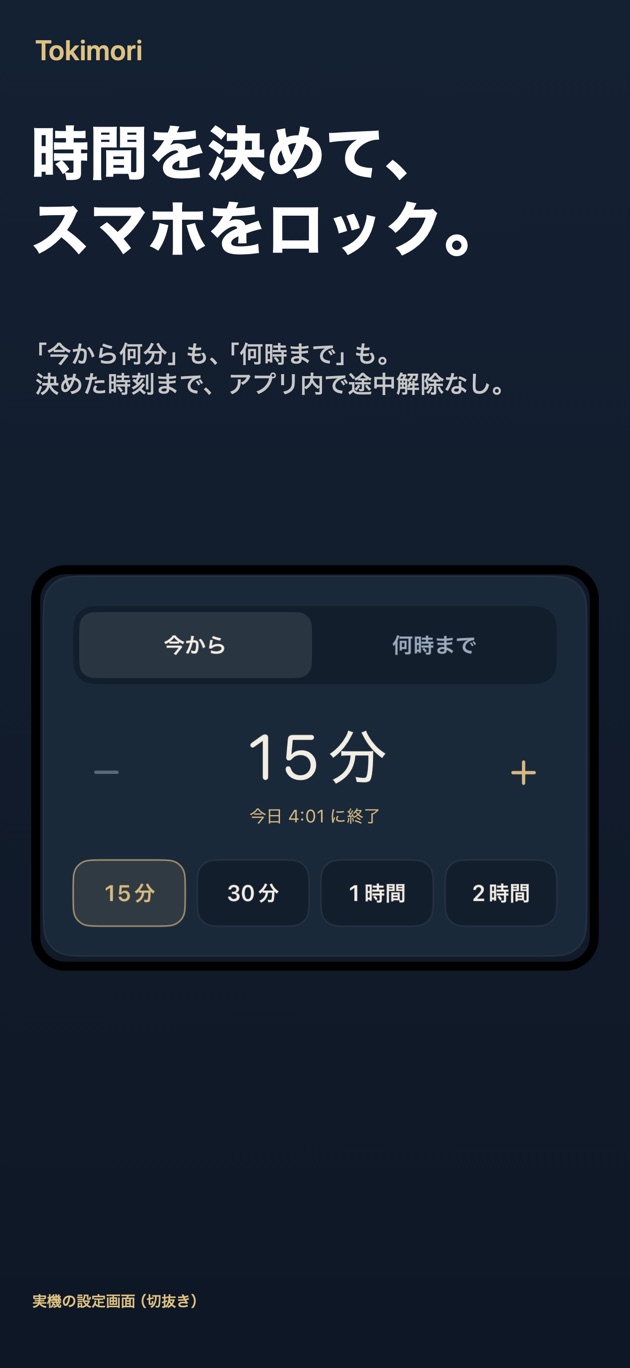 Tokimori
時間を決めて、
スマホをロック。
「今から何分」も、「何時まで」も。
決めた時刻まで、アプリ内で途中解除なし。
今から 何時まで
− 15分 +
今日 4:01 に終了
15分 30分 1時間 2時間
実機の設定画面（切抜き）